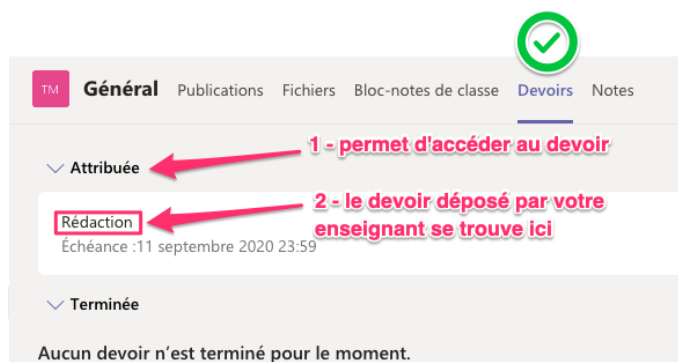 TM Général Publications Fichiers Bloc-notes de classe Devoirs Notes
1 - permet d'accéder au devoir
Attribuée
2 - le devoir déposé par votre
enseignant se trouve ici
Rédaction
Échéance :11 septembre 2020 23:59
Terminée
Aucun devoir n'est terminé pour le moment.